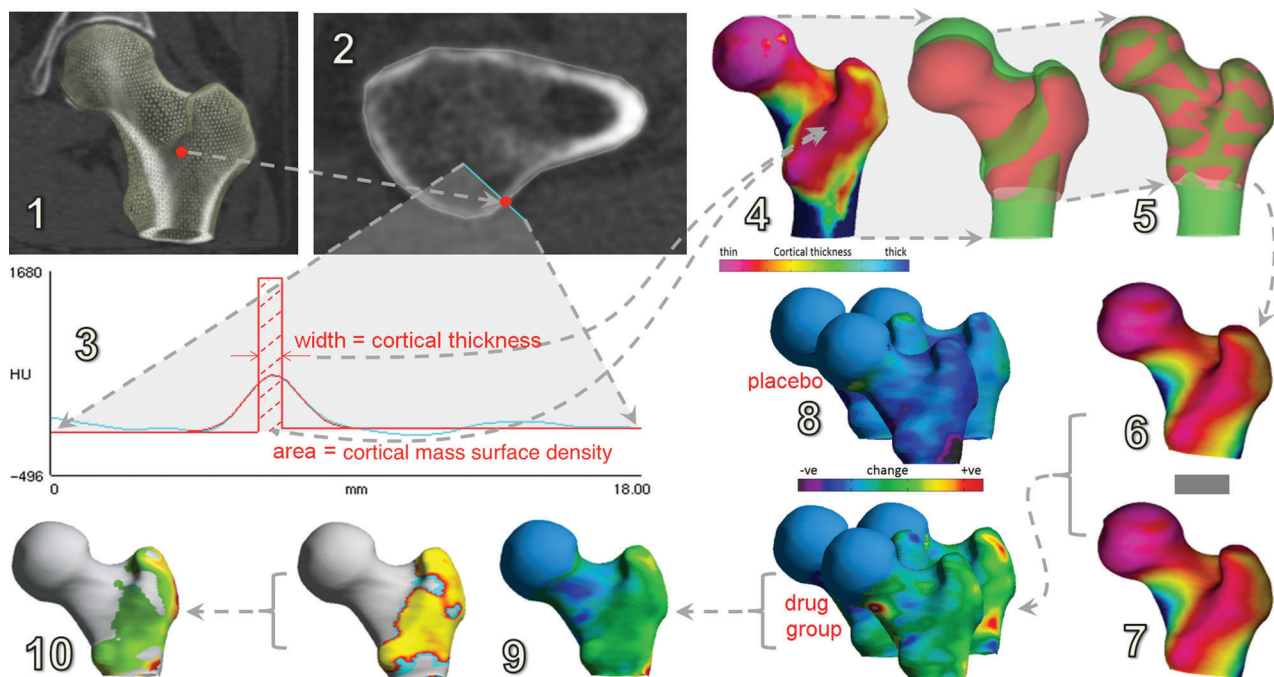 1
2
1680
3
HU
-496
0
mm
18.00
width = cortical thickness
area = cortical mass surface density
4
5
thin Cortical thickness thick
placebo
8
6
-ve change +ve
drug
group
7
10
9